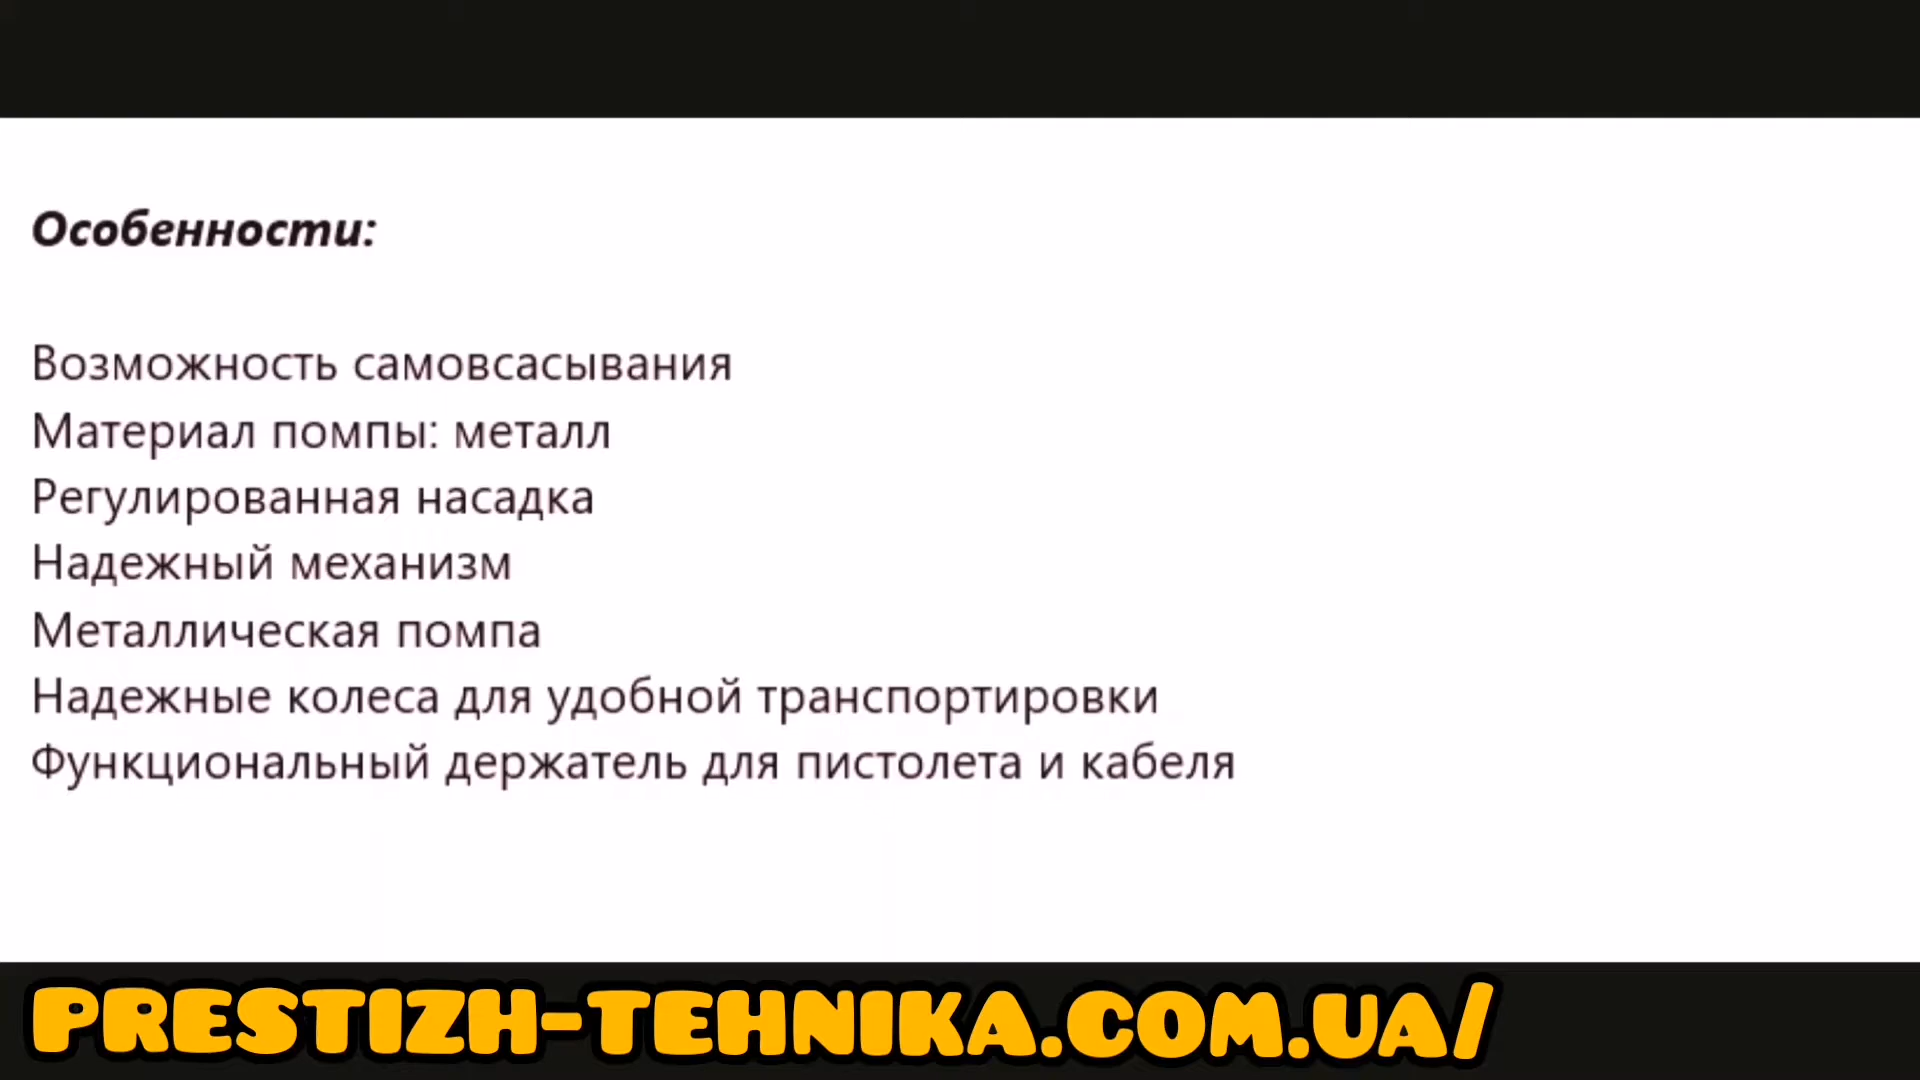 Особенности:
Возможность самовсасывания
Материал помпы: металл
Регулированная насадка
Надежный механизм
Металлическая помпа
Надежные колеса для удобной транспортировки
Функциональный держатель для пистолета и кабеля
PRESTIZH-TEHNIKA.COM.UA/